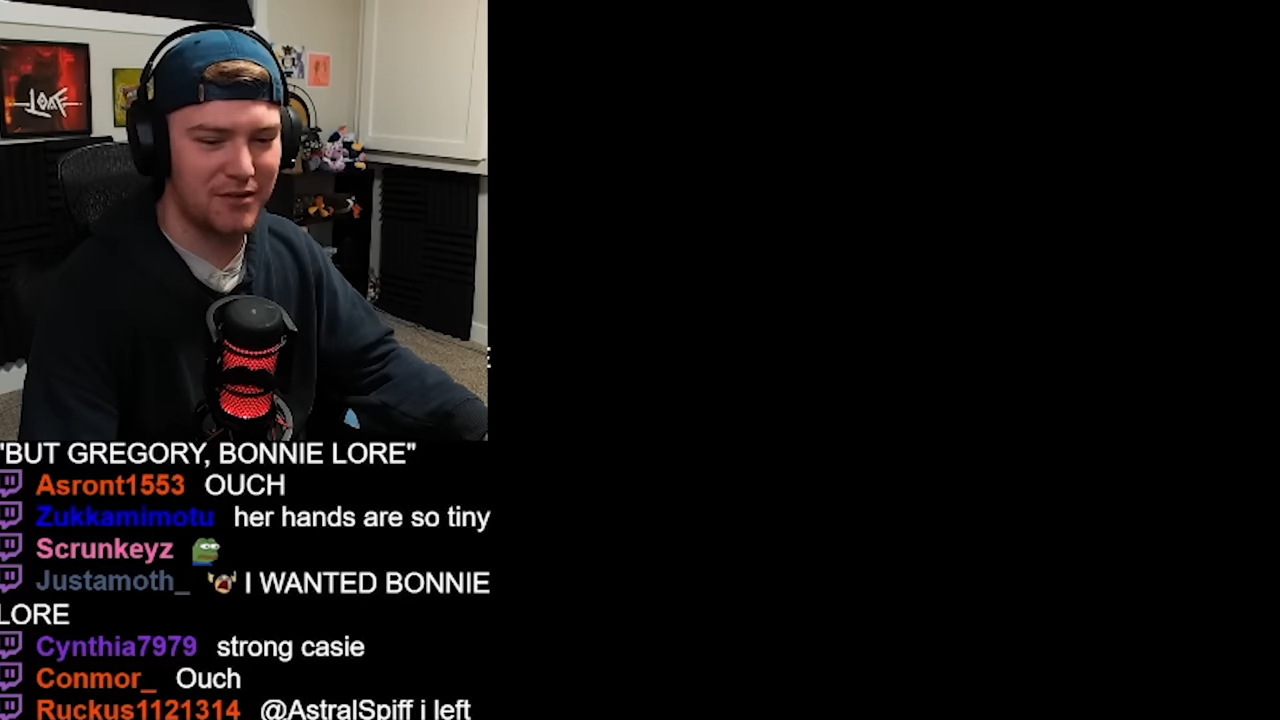 LOAF
"BUT GREGORY, BONNIE LORE"
Asront1553 OUCH
Zukkamimotu her hands are so tiny
Scrunkeyz
Justamoth_ I WANTED BONNIE
LORE
Cynthia7979 strong casie
Conmor_ Ouch
Ruckus1121314 @AstralSpiff i left